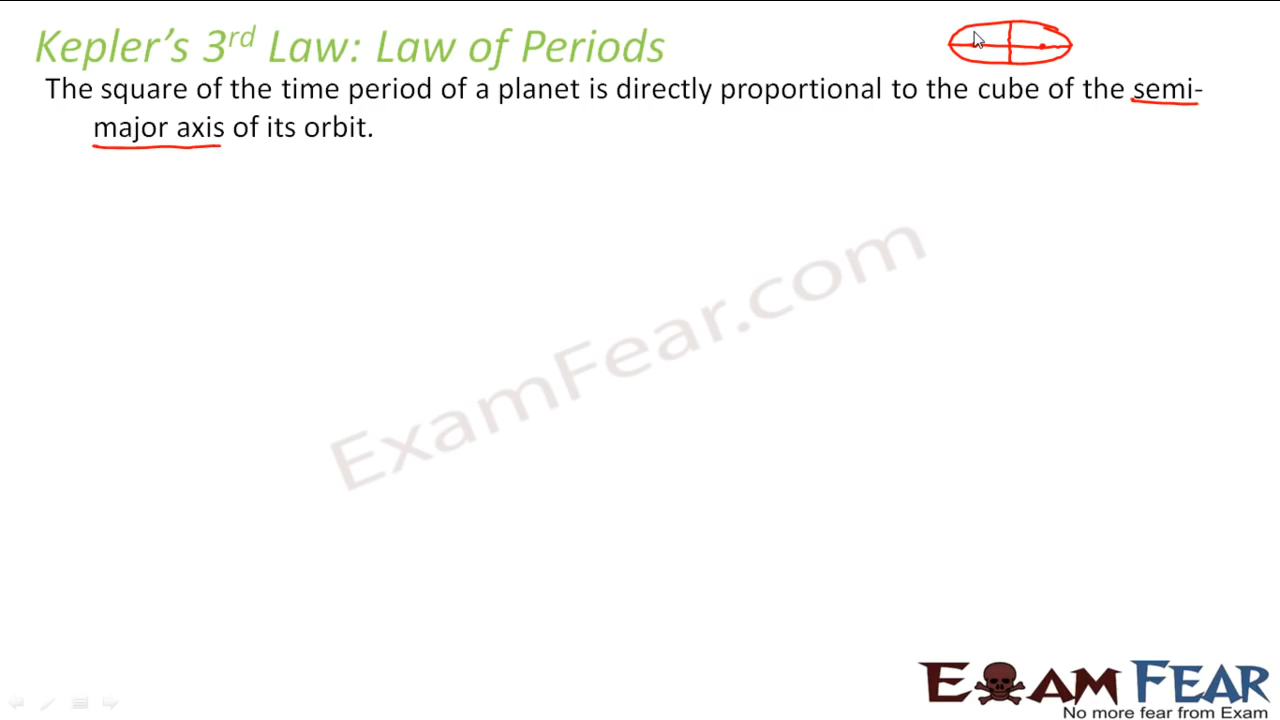 Kepler's 3rd Law: Law of Periods
The square of the time period of a planet is directly proportional to the cube of the semi-
major axis of its orbit.
ExamFear.com
EXAM FEAR
No more fear from Exam